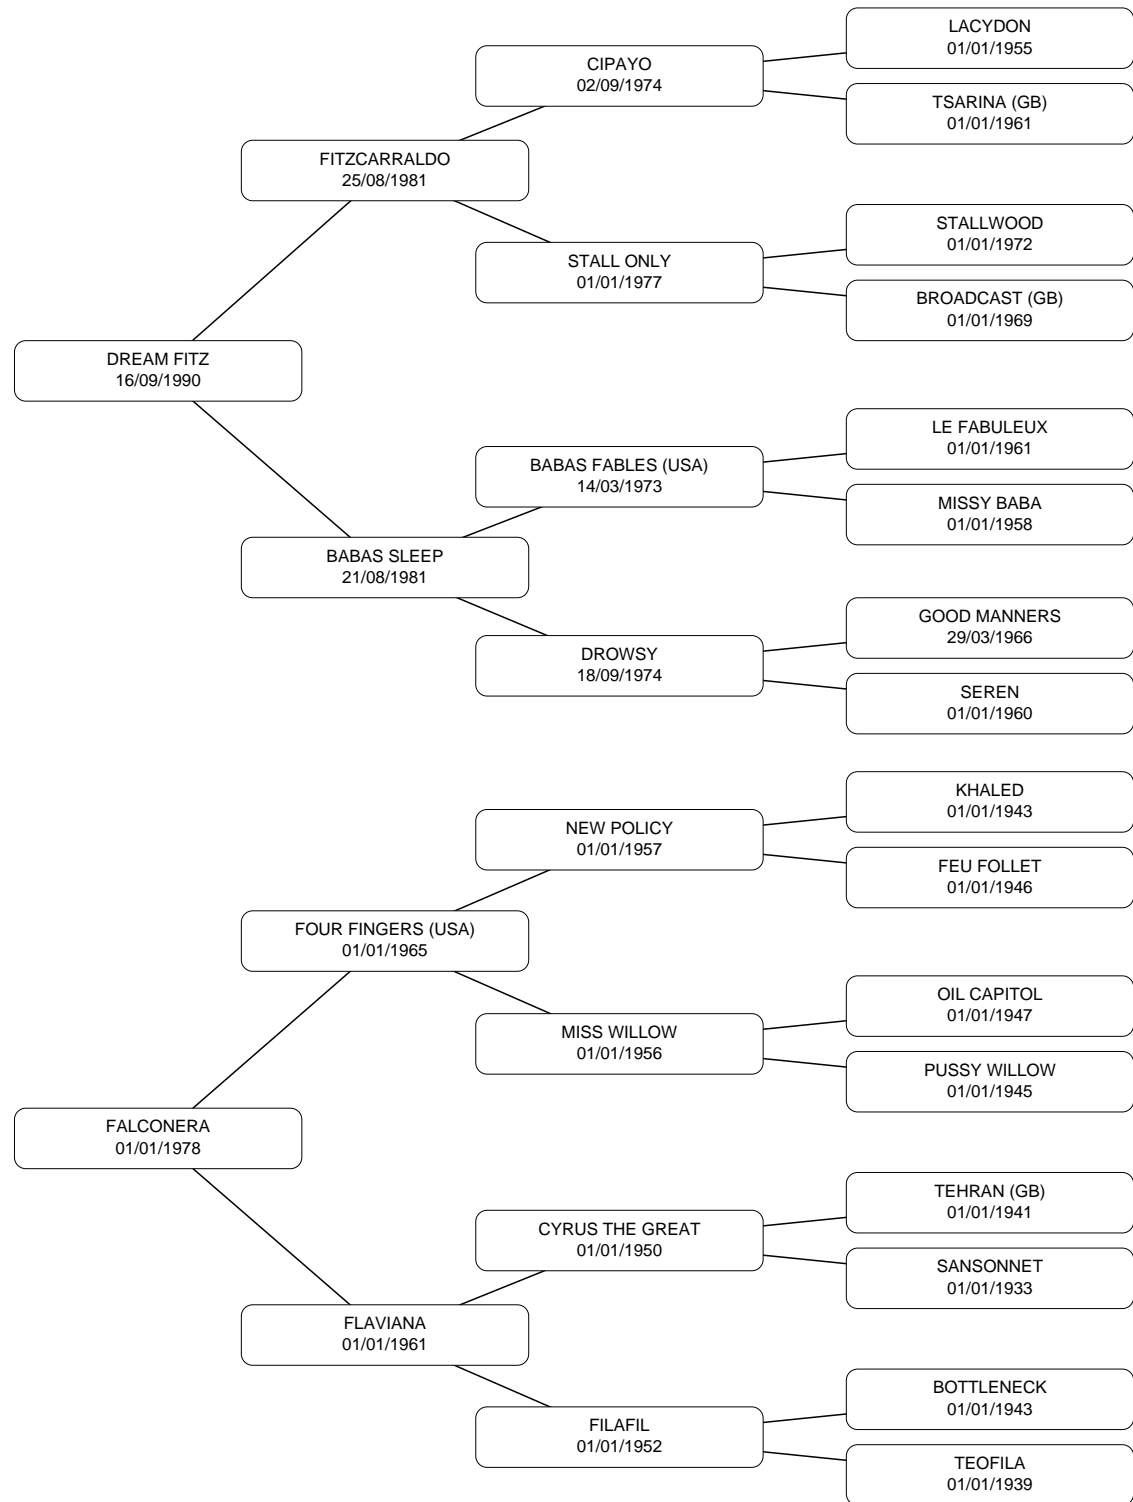 LACYDON
01/01/1955
CIPAYO
02/09/1974
TSARINA (GB)
01/01/1961
FITZCARRALDO
25/08/1981
STALLWOOD
01/01/1972
STALL ONLY
01/01/1977
BROADCAST (GB)
01/01/1969
DREAM FITZ
16/09/1990
LE FABULEUX
01/01/1961
BABAS FABLES (USA)
14/03/1973
MISSY BABA
01/01/1958
BABAS SLEEP
21/08/1981
GOOD MANNERS
29/03/1966
DROWSY
18/09/1974
SEREN
01/01/1960
KHALED
01/01/1943
NEW POLICY
01/01/1957
FEU FOLLET
01/01/1946
FOUR FINGERS (USA)
01/01/1965
OIL CAPITOL
01/01/1947
MISS WILLOW
01/01/1956
PUSSY WILLOW
01/01/1945
FALCONERA
01/01/1978
TEHRAN (GB)
01/01/1941
CYRUS THE GREAT
01/01/1950
SANSONNET
01/01/1933
FLAVIANA
01/01/1961
BOTTLENECK
01/01/1943
FILAFIL
01/01/1952
TEOFILA
01/01/1939